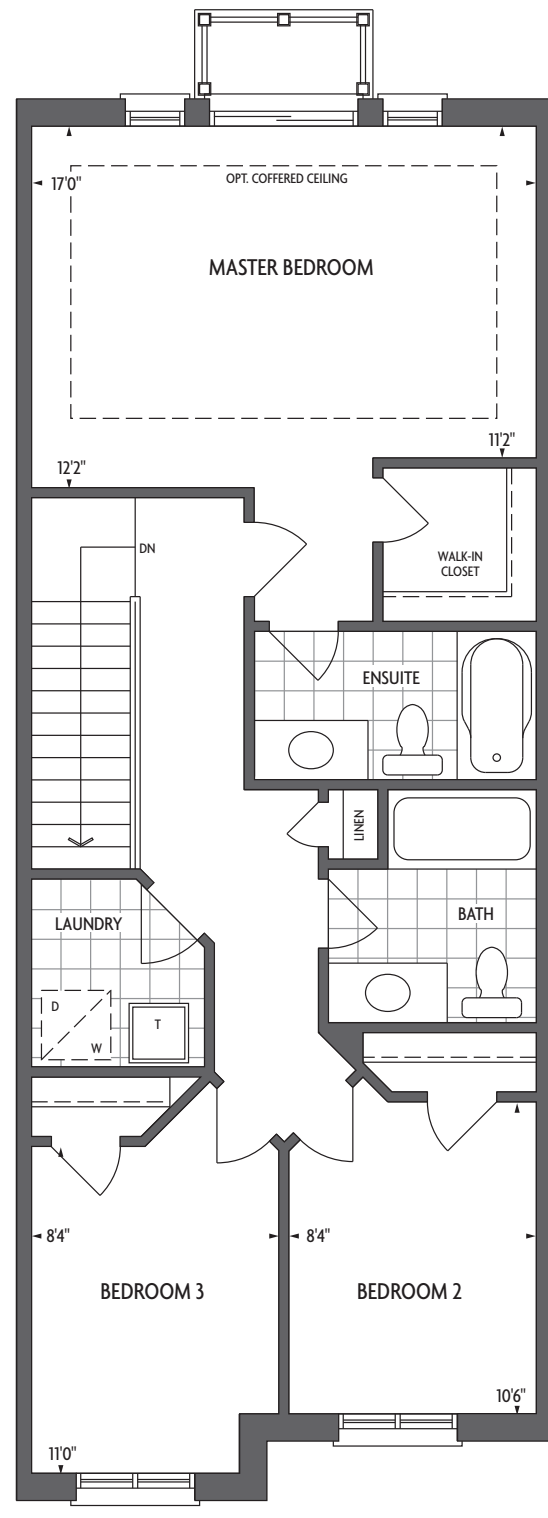 17'0"
OPT. COFFERED CEILING
MASTER BEDROOM
11'2"
12'2"
DN
WALK-IN
CLOSET
ENSUITE
LINEN
BATH
LAUNDRY
D
W
T
8'4"
8'4"
BEDROOM 3
BEDROOM 2
10'6"
11'0"